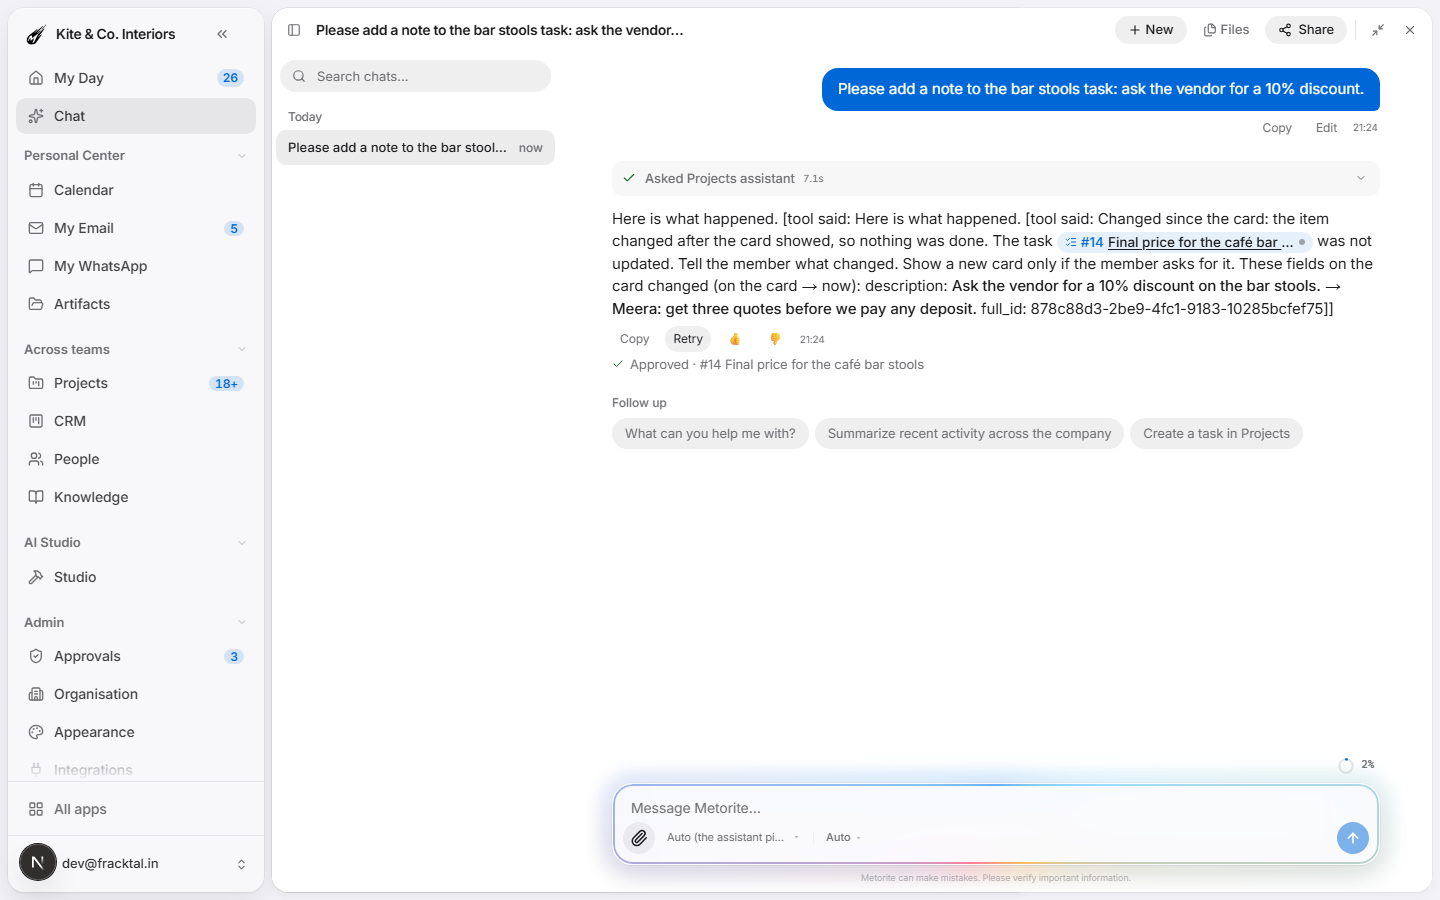 Kite & Co. Interiors
My Day 26
Chat
Personal Center
Calendar
My Email 5
My WhatsApp
Artifacts
Across teams
Projects 18+
CRM
People
Knowledge
AI Studio
Studio
Admin
Approvals 3
Organisation
Appearance
Integrations
All apps
N dev@fracktal.in
Please add a note to the bar stools task: ask the vendor...
New Files Share
Search chats...
Today
Please add a note to the bar stool... now
Please add a note to the bar stools task: ask the vendor for a 10% discount.
Copy Edit 21:24
Asked Projects assistant 7.1s
Here is what happened. [tool said: Here is what happened. [tool said: Changed since the card: the item
changed after the card showed, so nothing was done. The task #14 Final price for the café bar ... was not
updated. Tell the member what changed. Show a new card only if the member asks for it. These fields on the
card changed (on the card → now): description: Ask the vendor for a 10% discount on the bar stools. →
Meera: get three quotes before we pay any deposit. full_id: 878c88d3-2be9-4fc1-9183-10285bcfef75]]
Copy Retry 21:24
Approved · #14 Final price for the café bar stools
Follow up
What can you help me with? Summarize recent activity across the company Create a task in Projects
2%
Message Metorite...
Auto (the assistant pi... Auto
Metorite can make mistakes. Please verify important information.